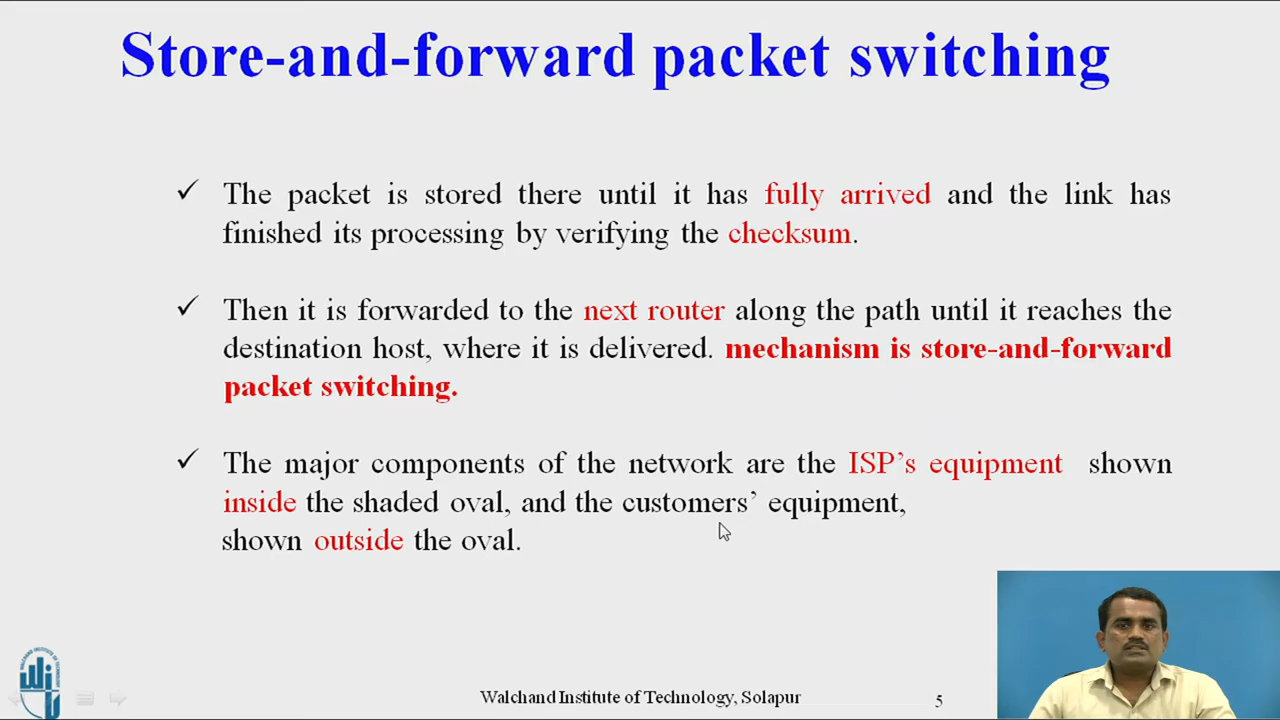 Store-and-forward packet switching
✓ The packet is stored there until it has fully arrived and the link has
finished its processing by verifying the checksum.
✓ Then it is forwarded to the next router along the path until it reaches the
destination host, where it is delivered. mechanism is store-and-forward
packet switching.
✓ The major components of the network are the ISP’s equipment shown
inside the shaded oval, and the customers’ equipment,
shown outside the oval.
Walchand Institute of Technology, Solapur
5